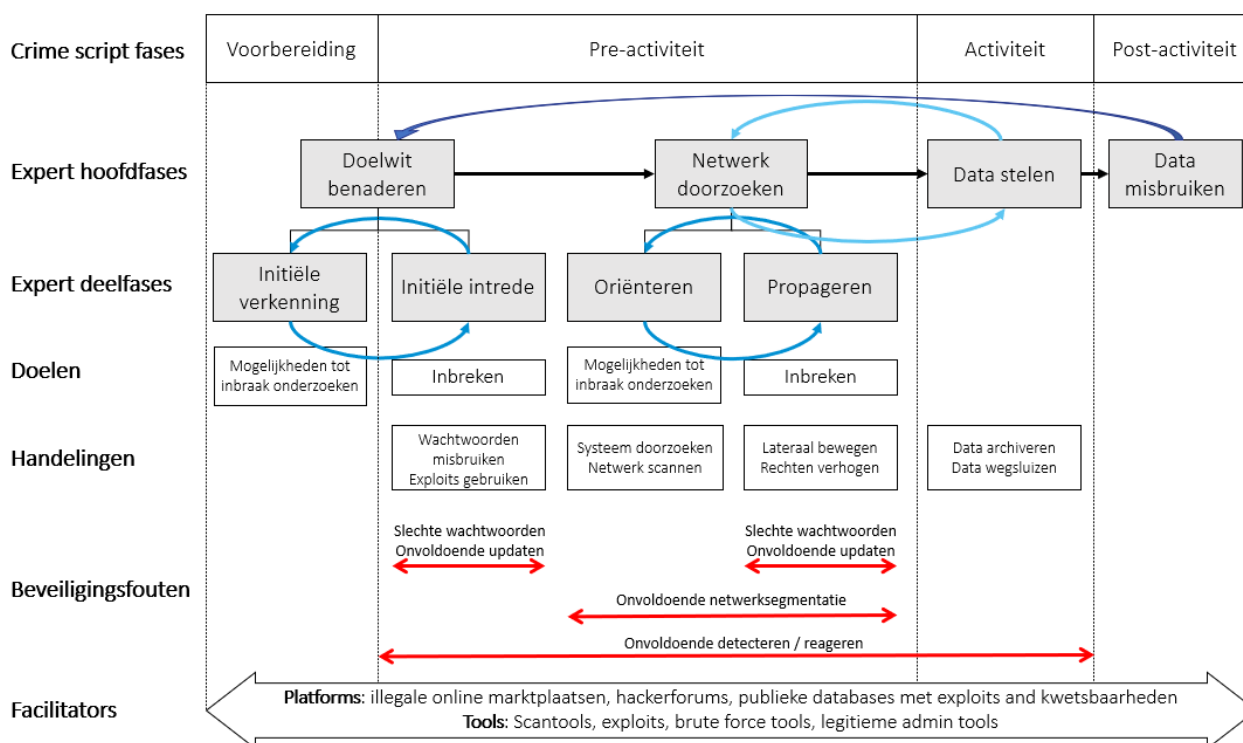 Crime script fases
Voorbereiding
Pre-activiteit
Activiteit
Post-activiteit
Expert hoofdfases
Doelwit
benaderen
Netwerk
doorzoeken
Data stelen
Data
misbruiken
Expert deelfases
Initiële
verkenning
Initiële intrede
Oriënteren
Propageren
Doelen
Mogelijkheden tot
inbraak onderzoeken
Inbreken
Mogelijkheden tot
inbraak onderzoeken
Inbreken
Handelingen
Wachtwoorden
misbruiken
Exploits gebruiken
Systeem doorzoeken
Netwerk scannen
Lateraal bewegen
Rechten verhogen
Data archiveren
Data wegsluizen
Beveiligingsfouten
Slechte wachtwoorden
Onvoldoende updaten
Slechte wachtwoorden
Onvoldoende updaten
Onvoldoende netwerksegmentatie
Onvoldoende detecteren / reageren
Facilitators
Platforms: illegale online marktplaatsen, hackerforums, publieke databases met exploits and kwetsbaarheden
Tools: Scantools, exploits, brute force tools, legitieme admin tools